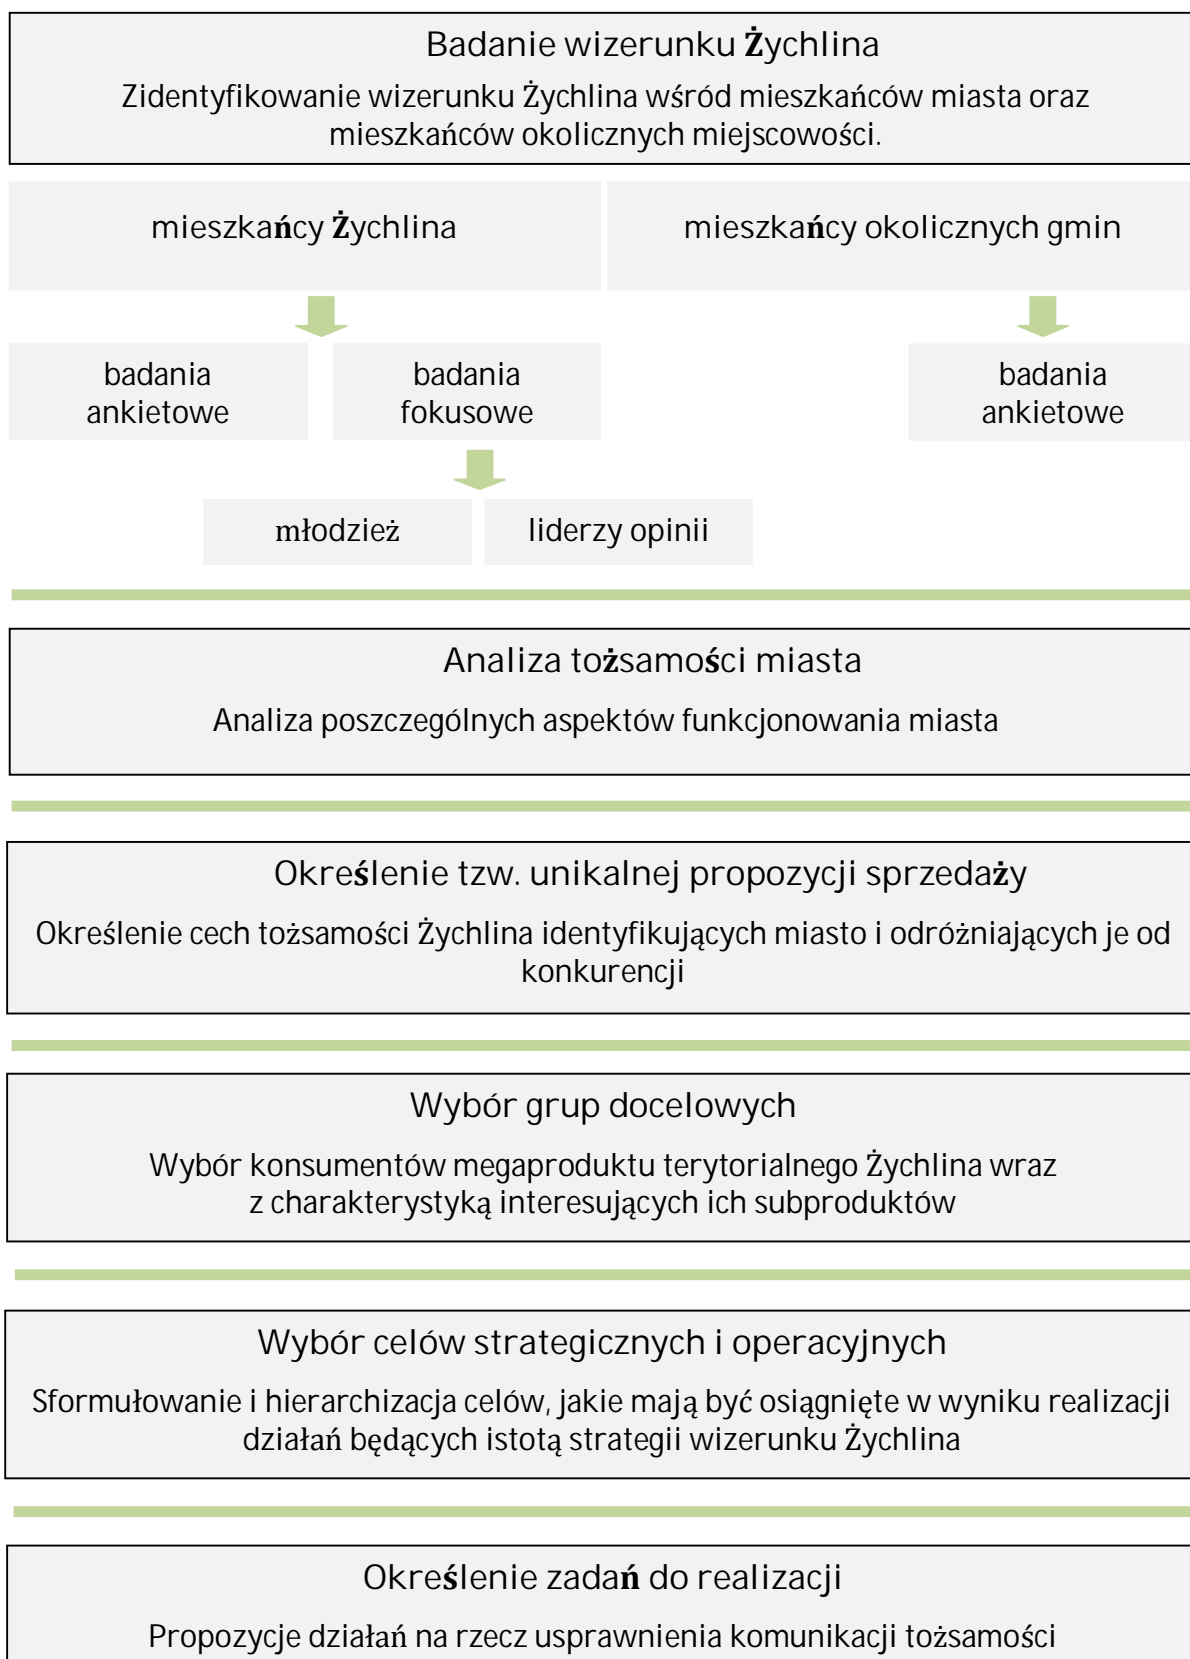 Badanie wizerunku Żychlina
Zidentyfikowanie wizerunku Żychlina wśród mieszkańców miasta oraz
mieszkańców okolicznych miejscowości.
mieszkańcy Żychlina
mieszkańcy okolicznych gmin
badania
ankietowe
badania
fokusowe
badania
ankietowe
młodzież
liderzy opinii
Analiza tożsamości miasta
Analiza poszczególnych aspektów funkcjonowania miasta
Określenie tzw. unikalnej propozycji sprzedaży
Określenie cech tożsamości Żychlina identyfikujących miasto i odróżniających je od
konkurencji
Wybór grup docelowych
Wybór konsumentów megaproduktu terytorialnego Żychlina wraz
z charakterystyką interesujących ich subproduktów
Wybór celów strategicznych i operacyjnych
Sformułowanie i hierarchizacja celów, jakie mają być osiągnięte w wyniku realizacji
działań będących istotą strategii wizerunku Żychlina
Określenie zadań do realizacji
Propozycje działań na rzecz usprawnienia komunikacji tożsamości